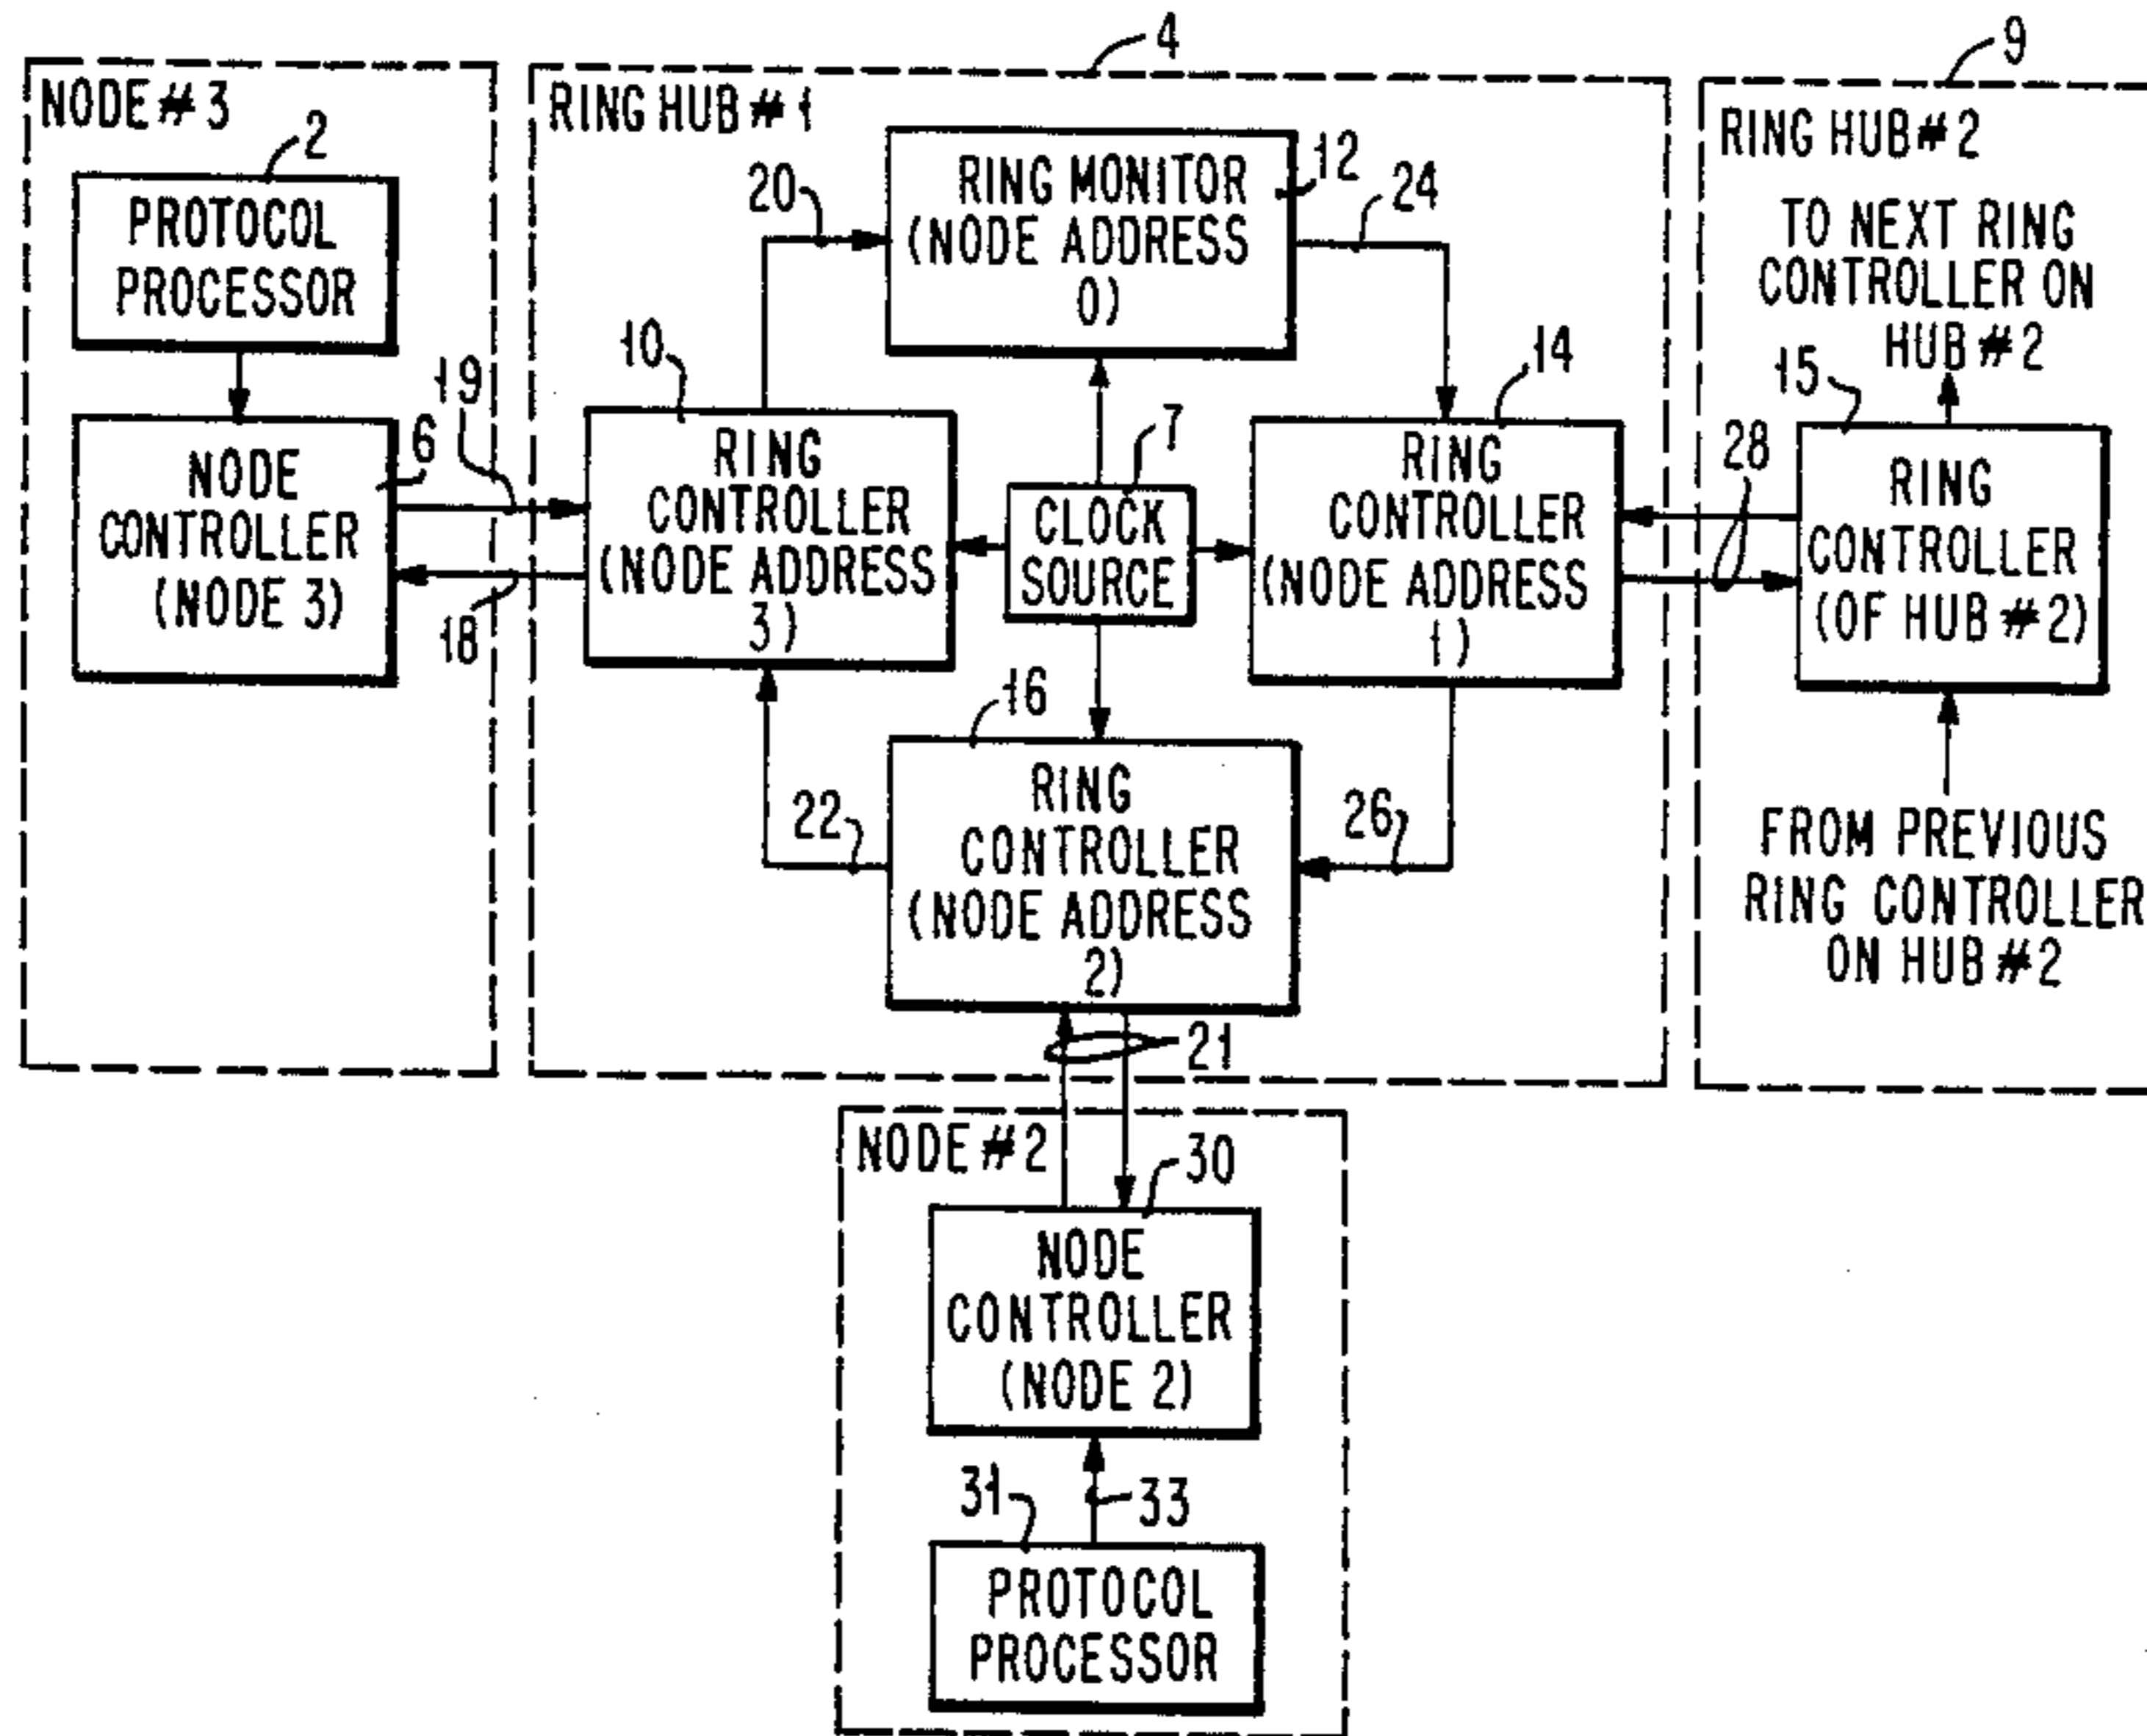 4
9
NODE #3
RING HUB #1
RING HUB #2
2
PROTOCOL
PROCESSOR
20
RING MONITOR
(NODE ADDRESS
0)
12
24
TO NEXT RING
CONTROLLER ON
HUB #2
19
6
NODE
CONTROLLER
(NODE 3)
18
10
RING
CONTROLLER
(NODE ADDRESS
3)
7
CLOCK
SOURCE
14
RING
CONTROLLER
(NODE ADDRESS
1)
28
15
RING
CONTROLLER
(OF HUB #2)
16
RING
CONTROLLER
(NODE ADDRESS
2)
22
26
FROM PREVIOUS
RING CONTROLLER
ON HUB #2
21
NODE #2
30
NODE
CONTROLLER
(NODE 2)
31
33
PROTOCOL
PROCESSOR